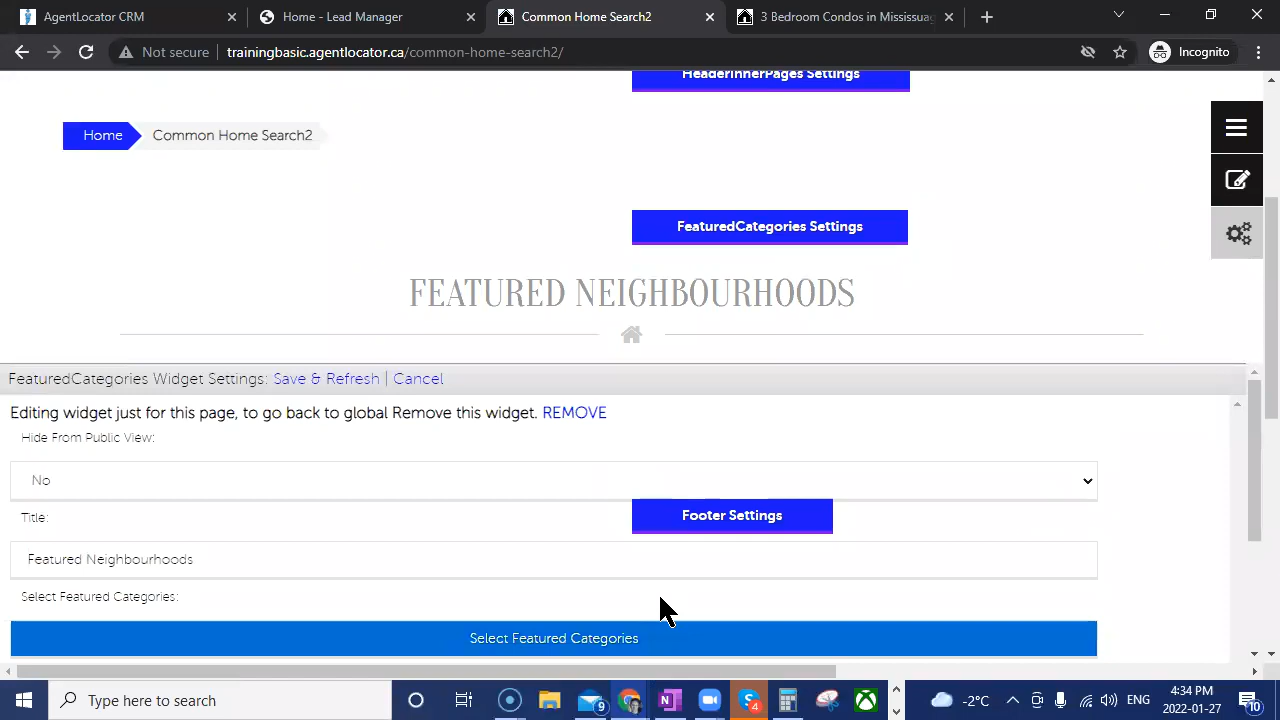 AgentLocator CRM
Home - Lead Manager
Common Home Search2
3 Bedroom Condos in Mississua
Not secure
trainingbasic.agentlocator.ca/common-home-search2/
Incognito
HeaderInnerPages Settings
Home
Common Home Search2
FeaturedCategories Settings
FEATURED NEIGHBOURHOODS
FeaturedCategories Widget Settings: Save & Refresh | Cancel
Editing widget just for this page, to go back to global Remove this widget. REMOVE
Hide From Public View:
No
Title:
Footer Settings
Featured Neighbourhoods
Select Featured Categories:
Select Featured Categories
Type here to search
9
4
-2°C
ENG
4:34 PM
2022-01-27
10